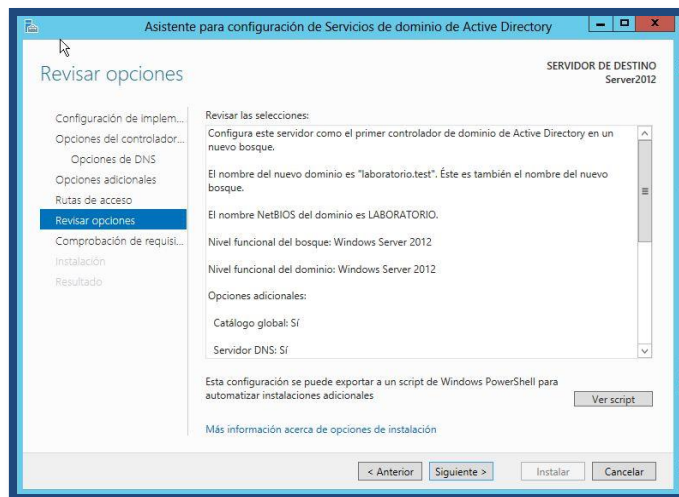 Asistente para configuración de Servicios de dominio de Active Directory
Revisar opciones
SERVIDOR DE DESTINO
Server2012
Configuración de implem...
Opciones del controlador...
Opciones de DNS
Opciones adicionales
Rutas de acceso
Revisar opciones
Comprobación de requisi...
Instalación
Resultado
Revisar las selecciones:
Configura este servidor como el primer controlador de dominio de Active Directory en un
nuevo bosque.
El nombre del nuevo dominio es "laboratorio.test". Éste es también el nombre del nuevo
bosque.
El nombre NetBIOS del dominio es LABORATORIO.
Nivel funcional del bosque: Windows Server 2012
Nivel funcional del dominio: Windows Server 2012
Opciones adicionales:
Catálogo global: Sí
Servidor DNS: Sí
Esta configuración se puede exportar a un script de Windows PowerShell para
automatizar instalaciones adicionales
Ver script
Más información acerca de opciones de instalación
< Anterior
Siguiente >
Instalar
Cancelar